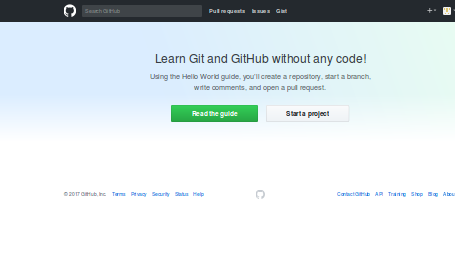 Search GitHub
Pull requests Issues Gist
Learn Git and GitHub without any code!
Using the Hello World guide, you'll create a repository, start a branch,
write comments, and open a pull request.
Read the guide
Start a project
© 2017 GitHub, Inc. Terms Privacy Security Status Help
Contact GitHub API Training Shop Blog Abou